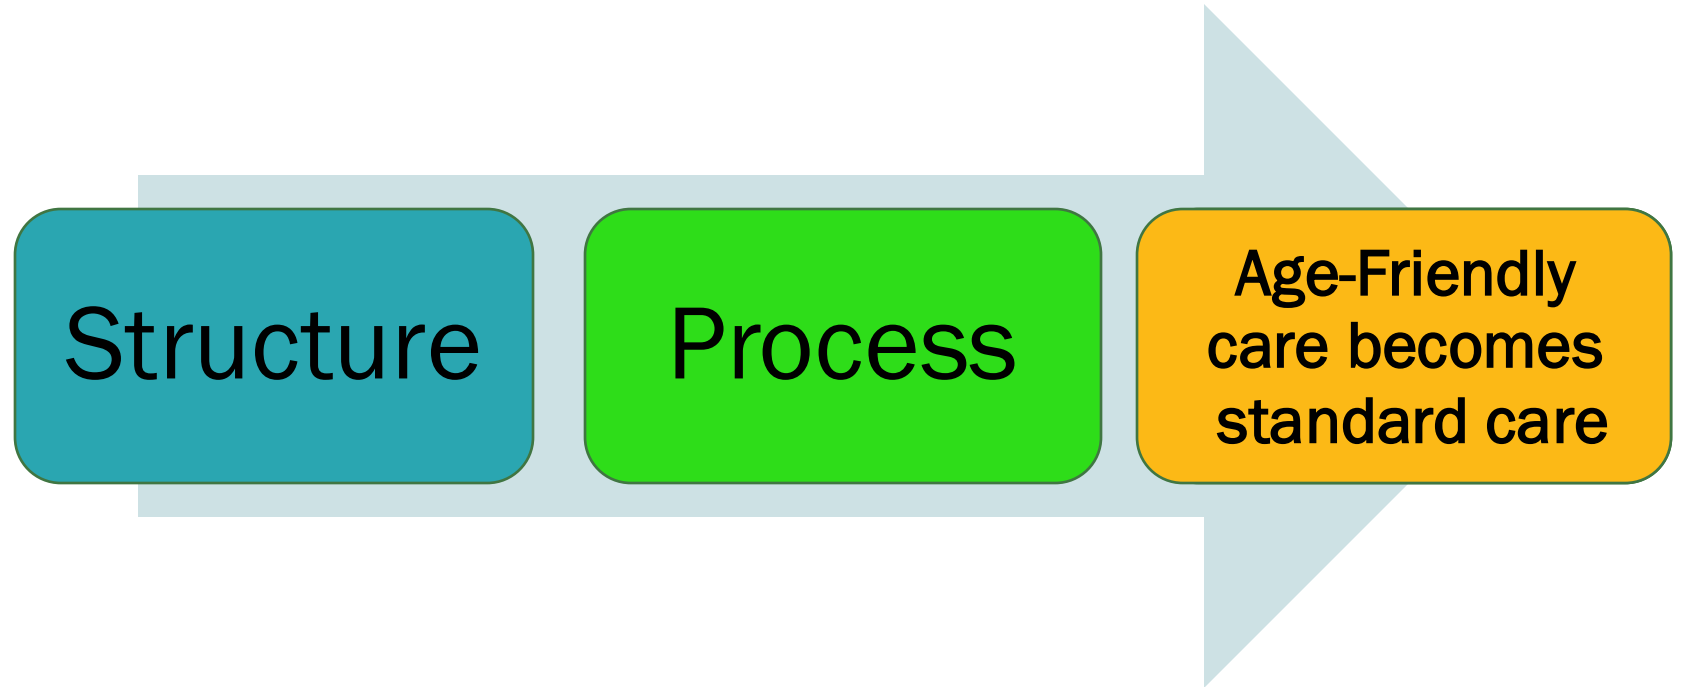 Structure
Process
Age-Friendly
care becomes
standard care